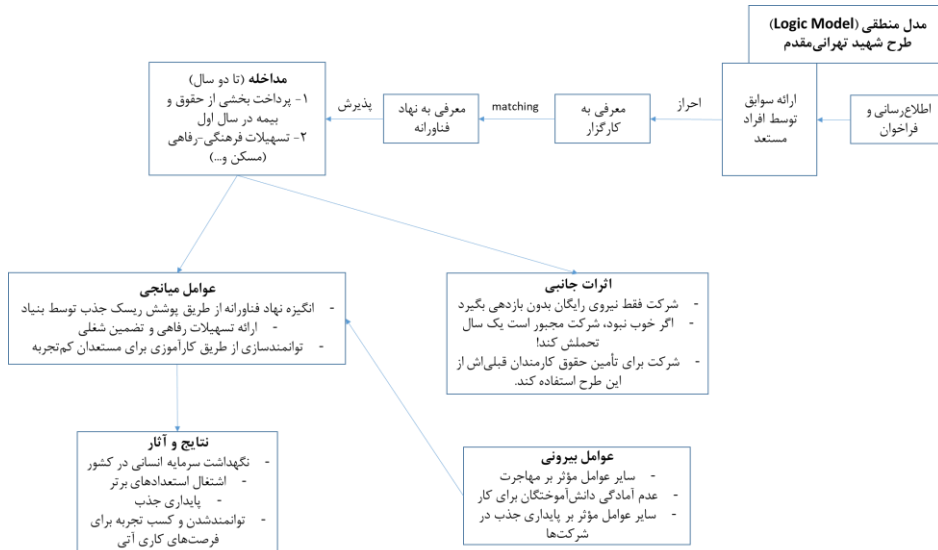 مدل منطقی (Logic Model)
طرح شهید تهرانی‌مقدم
اطلاع‌رسانی و
فراخوان
ارائه سوابق
توسط افراد
مستعد
احراز
معرفی به
کارگزار
matching
معرفی به نهاد
فناورانه
پذیرش
مداخله (تا دو سال)
۱- پرداخت بخشی از حقوق و
بیمه در سال اول
۲- تسهیلات فرهنگی-رفاهی
(مسکن و...)
عوامل میانجی
- انگیزه نهاد فناورانه از طریق پوشش ریسک جذب توسط بنیاد
- ارائه تسهیلات رفاهی و تضمین شغلی
- توانمندسازی از طریق کارآموزی برای مستعدان کم‌تجربه
اثرات جانبی
- شرکت فقط نیروی رایگان بدون بازدهی بگیرد
- اگر خوب نبود، شرکت مجبور است یک سال
تحملش کند!
- شرکت برای تأمین حقوق کارمندان قبلی‌اش از
این طرح استفاده کند.
نتایج و آثار
- نگهداشت سرمایه انسانی در کشور
- اشتغال استعدادهای برتر
- پایداری جذب
- توانمندشدن و کسب تجربه برای
فرصت‌های کاری آتی
عوامل بیرونی
- سایر عوامل مؤثر بر مهاجرت
- عدم آمادگی دانش‌آموختگان برای کار
- سایر عوامل مؤثر بر پایداری جذب در
شرکت‌ها